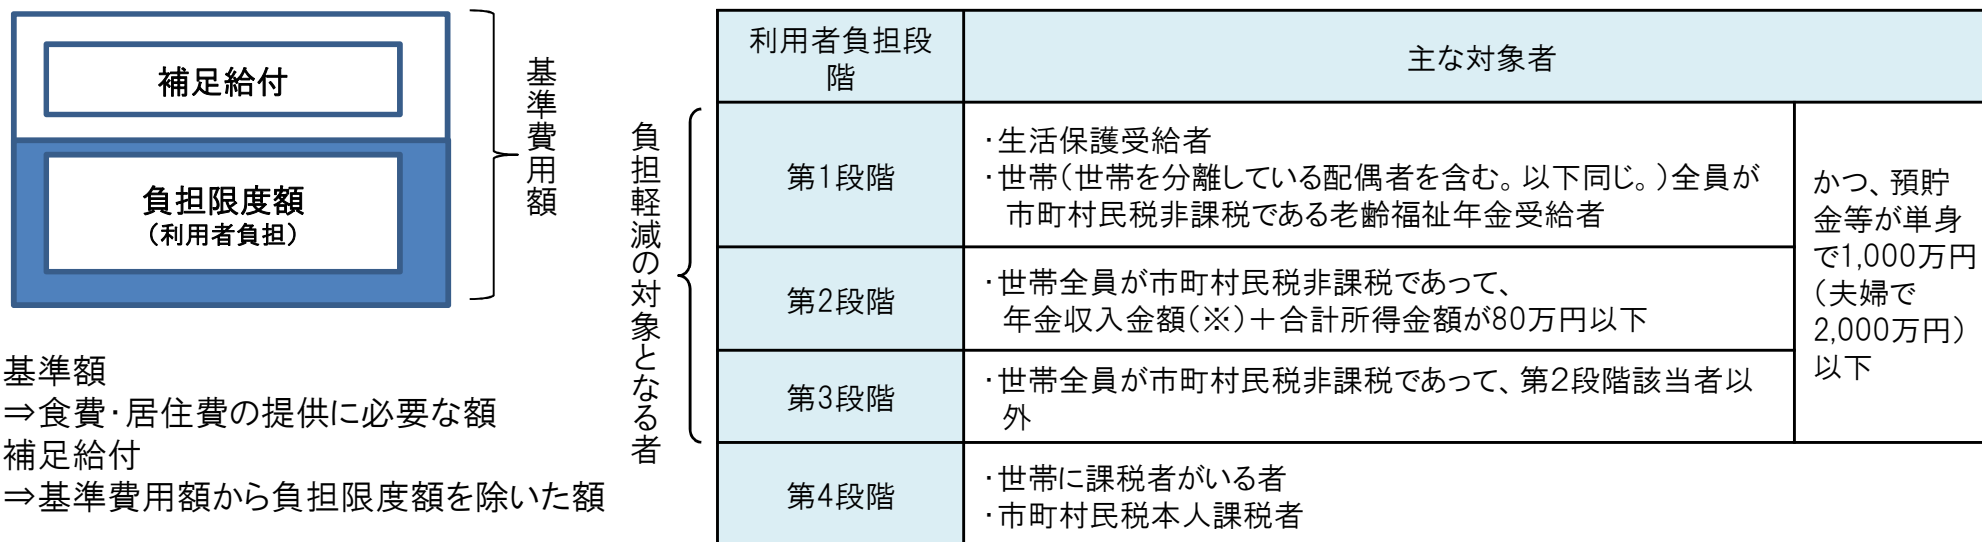 補足給付
負担限度額
（利用者負担）
基準費用額
基準額
⇒食費・居住費の提供に必要な額
補足給付
⇒基準費用額から負担限度額を除いた額
負担軽減の対象となる者
利用者負担段
階
主な対象者
第1段階
・生活保護受給者
・世帯（世帯を分離している配偶者を含む。以下同じ。）全員が
市町村民税非課税である老齢福祉年金受給者
第2段階
・世帯全員が市町村民税非課税であって、
年金収入金額（※）＋合計所得金額が80万円以下
第3段階
・世帯全員が市町村民税非課税であって、第２段階該当者以
外
かつ、預貯
金等が単身
で1,000万円
（夫婦で
2,000万円）
以下
第4段階
・世帯に課税者がいる者
・市町村民税本人課税者